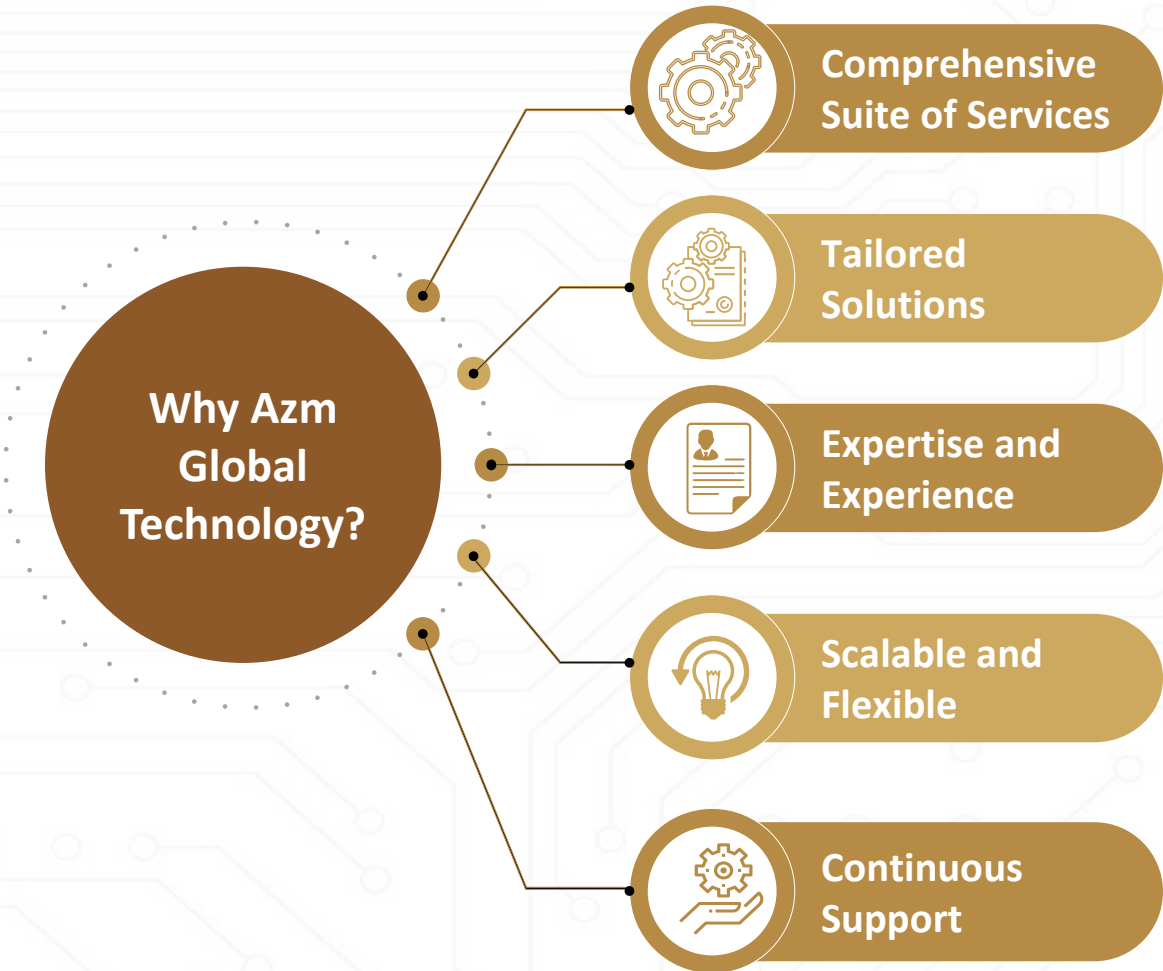 Why Azm
Global
Technology?
Comprehensive
Suite of Services
Tailored
Solutions
Expertise and
Experience
Scalable and
Flexible
Continuous
Support